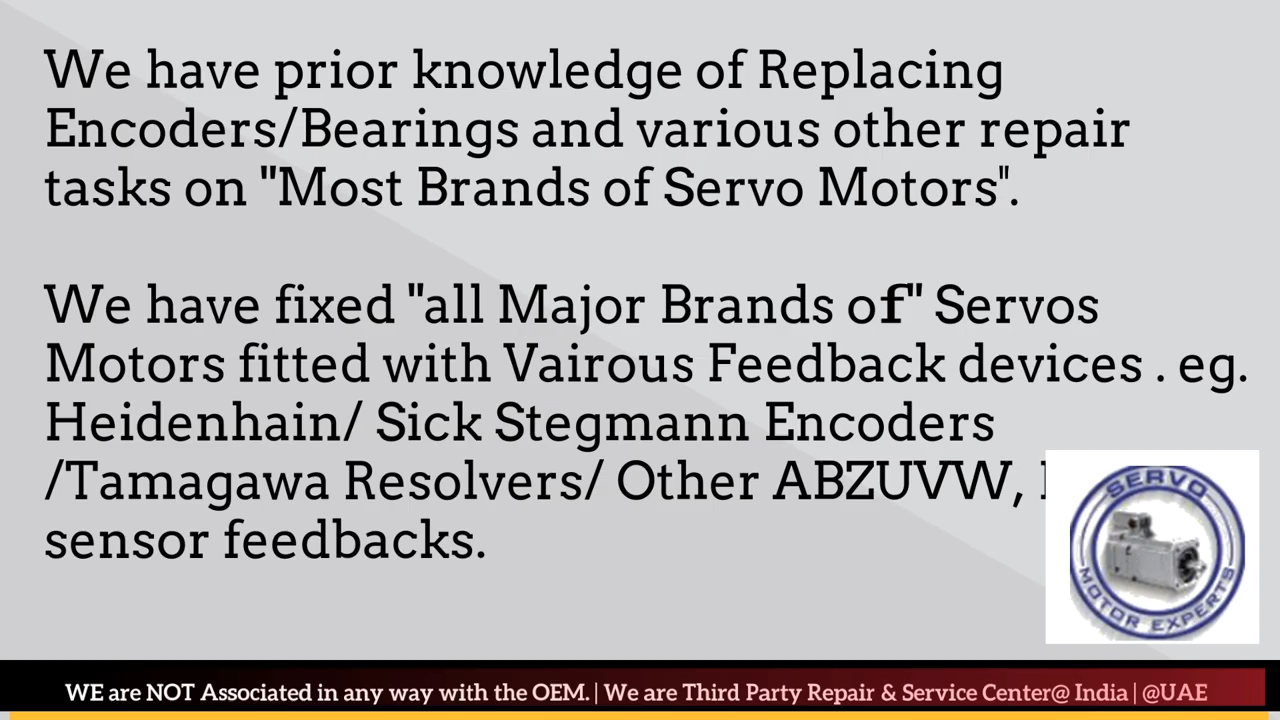 We have prior knowledge of Replacing
Encoders/Bearings and various other repair
tasks on "Most Brands of Servo Motors".
We have fixed "all Major Brands of" Servos
Motors fitted with Vairous Feedback devices . eg.
Heidenhain/ Sick Stegmann Encoders
/Tamagawa Resolvers/ Other ABZUVW,
sensor feedbacks.
SERVO
MOTOR EXPERTS
WE are NOT Associated in any way with the OEM. | We are Third Party Repair & Service Center@ India | @UAE